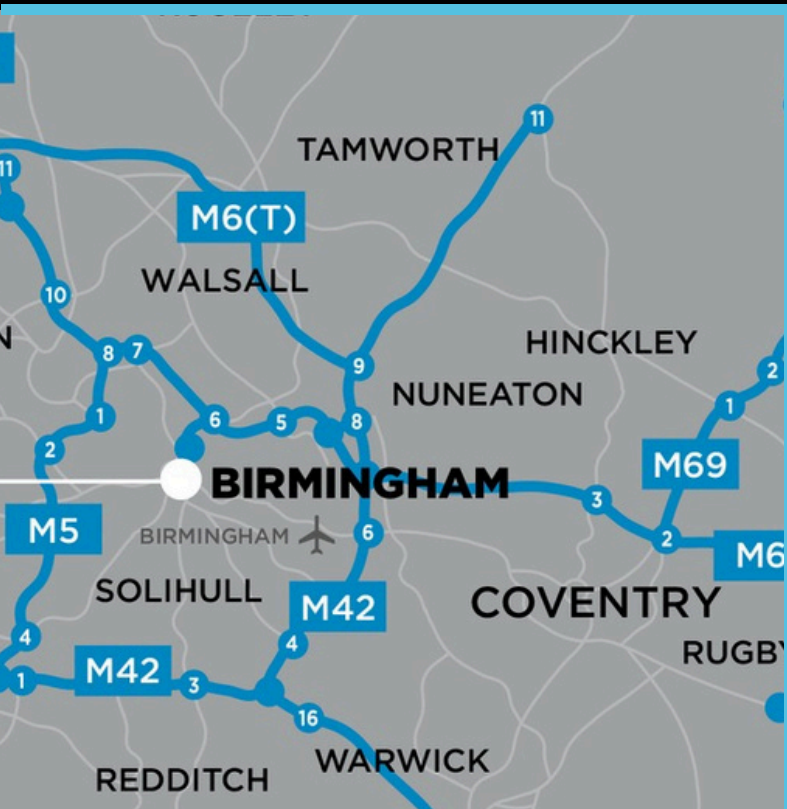 11
TAMWORTH
11
M6(T)
WALSALL
10
HINCKLEY
8
7
9
2
NUNEATON
1
1
6
5
8
2
M69
BIRMINGHAM
3
M5
BIRMINGHAM
6
2
M6
SOLIHULL
M42
COVENTRY
4
4
RUGBY
M42
1
3
16
WARWICK
REDDITCH